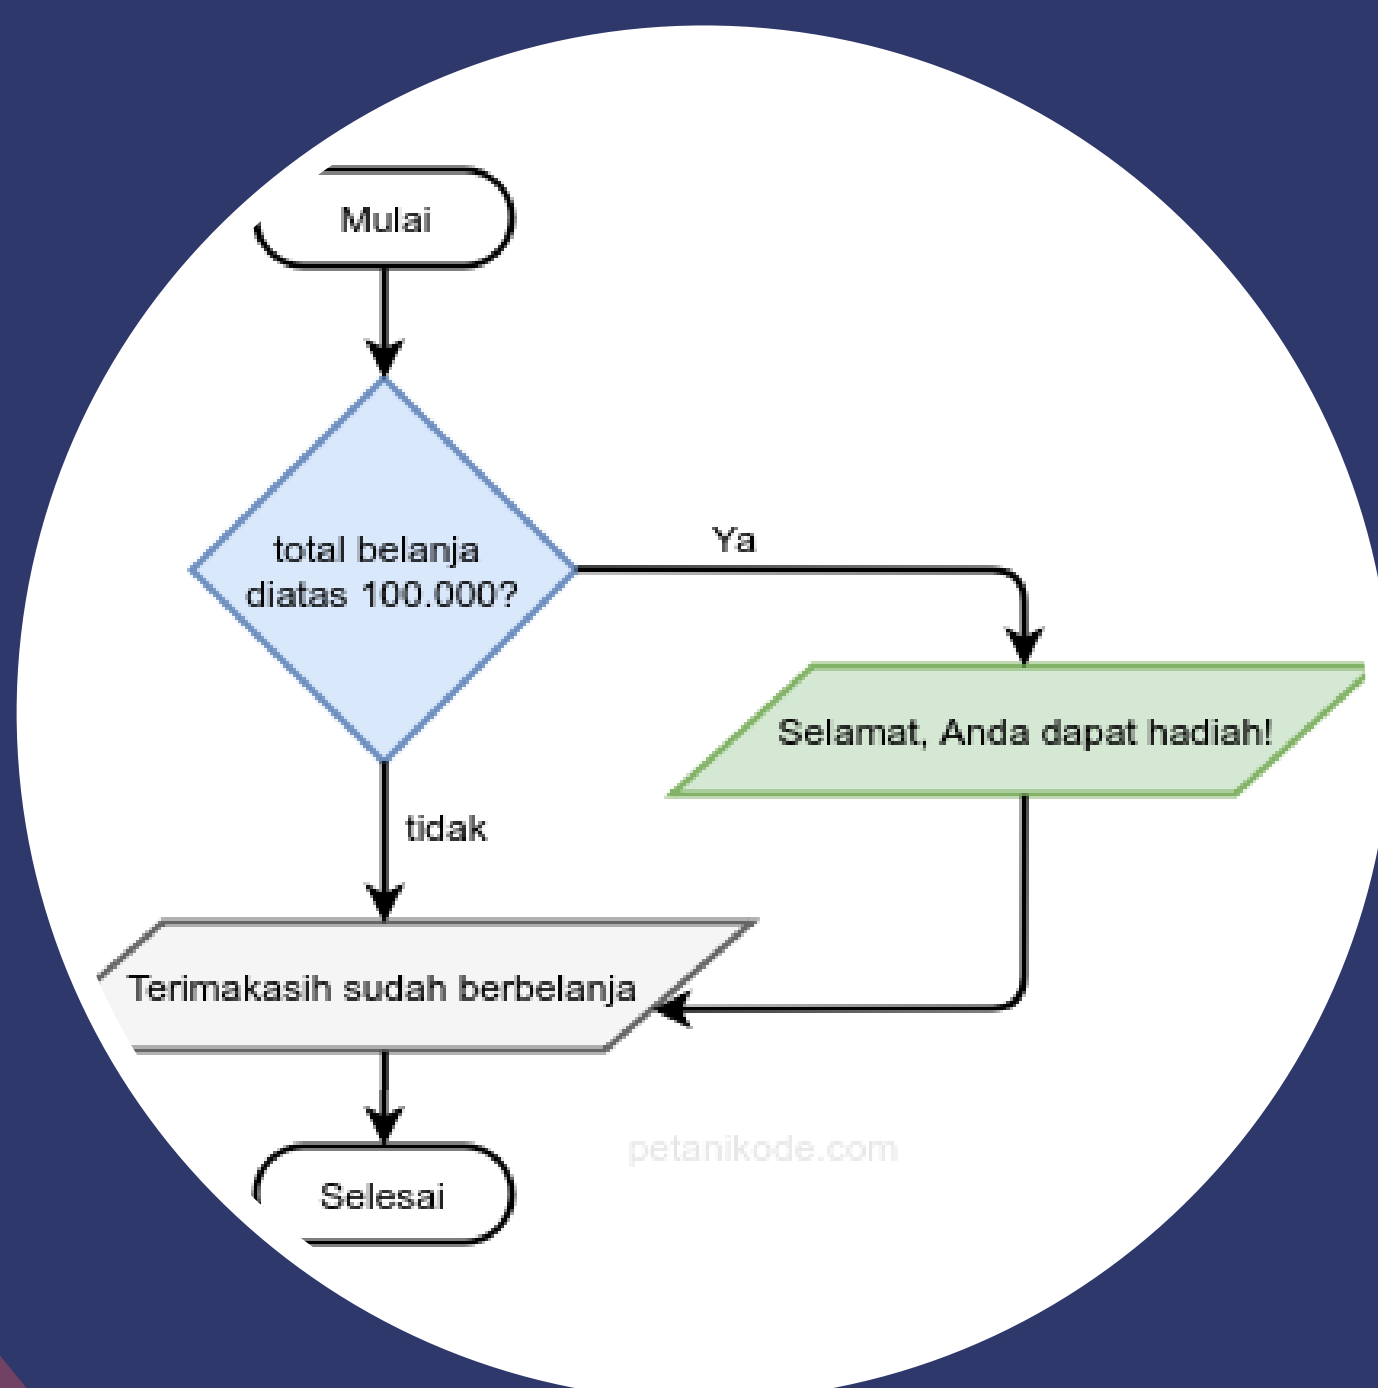 Mulai
total belanja
diatas 100.000?
Ya
Selamat, Anda dapat hadiah!
tidak
Terimakasih sudah berbelanja
petanikode.com
Selesai